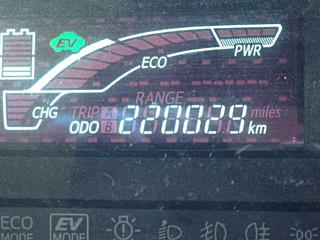 EV
ECO
PWR
CHG
RANGE
TRIP A miles
ODO B 220029 km
ECO MODE
EV MODE